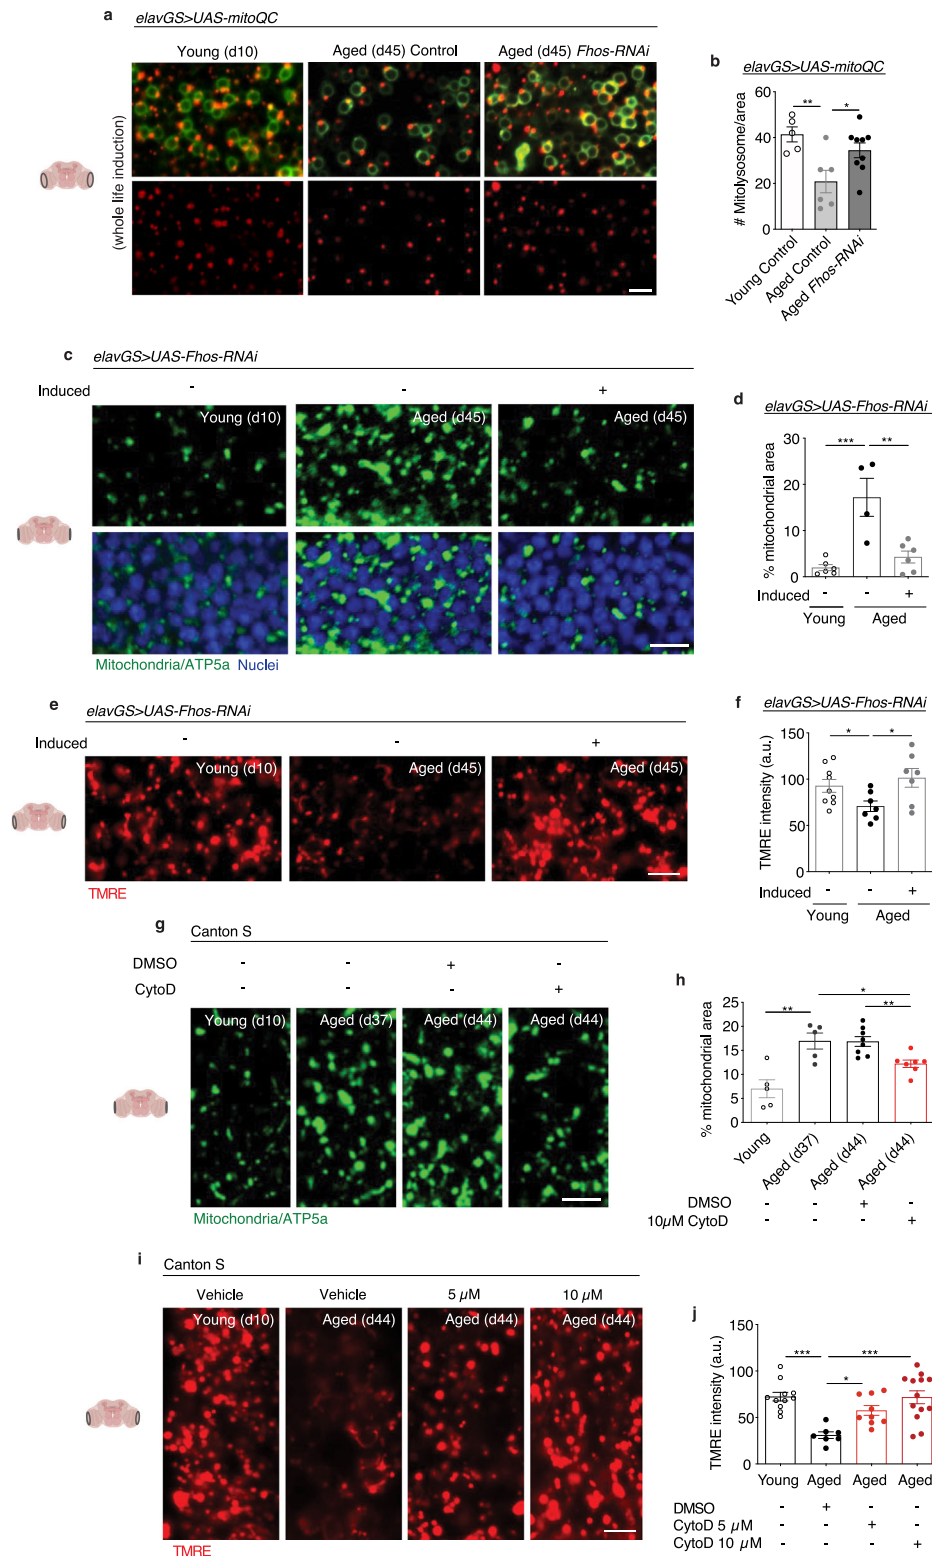 a
elavGS>UAS-mitoQC
Young (d10)
Aged (d45) Control
Aged (d45) Fhos-RNAi
(whole life induction)
b
elavGS>UAS-mitoQC
# Mitolysosome/area
60
40
20
0
**
*
Young Control
Aged Control
Aged Fhos-RNAi
c
elavGS>UAS-Fhos-RNAi
Induced - - +
Young (d10)
Aged (d45)
Aged (d45)
Mitochondria/ATP5a Nuclei
d
elavGS>UAS-Fhos-RNAi
% mitochondrial area
30
20
10
0
***
**
Induced - - +
Young Aged
e
elavGS>UAS-Fhos-RNAi
Induced - - +
Young (d10)
Aged (d45)
Aged (d45)
TMRE
f
elavGS>UAS-Fhos-RNAi
TMRE intensity (a.u.)
150
100
50
0
*
*
Induced - - +
Young Aged
g
Canton S
DMSO - - + -
CytoD - - - +
Young (d10)
Aged (d37)
Aged (d44)
Aged (d44)
Mitochondria/ATP5a
h
% mitochondrial area
25
20
15
10
5
0
**
*
**
Young
Aged (d37)
Aged (d44)
Aged (d44)
DMSO - - + -
10µM CytoD - - - +
i
Canton S
Vehicle Vehicle 5 µM 10 µM
Young (d10)
Aged (d44)
Aged (d44)
Aged (d44)
TMRE
j
TMRE intensity (a.u.)
150
100
50
0
***
***
*
Young Aged Aged Aged
DMSO - + - -
CytoD 5 µM - - + -
CytoD 10 µM - - - +